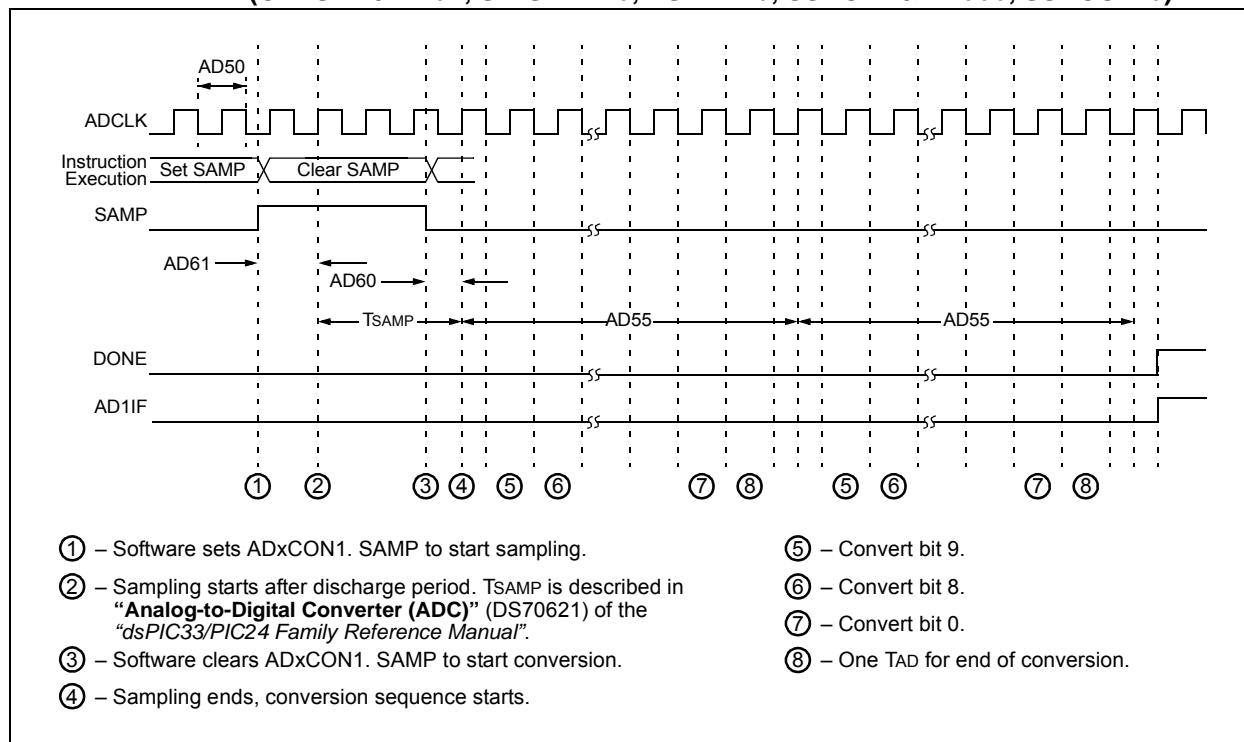 AD50
ADCLK
Instruction
Execution
Set SAMP
Clear SAMP
SAMP
AD61
AD60
TSAMP
AD55
AD55
DONE
AD1IF
1 2 3 4 5 6 7 8 5 6 7 8
1 – Software sets ADxCON1. SAMP to start sampling.
2 – Sampling starts after discharge period. TSAMP is described in
“Analog-to-Digital Converter (ADC)” (DS70621) of the
“dsPIC33/PIC24 Family Reference Manual”.
3 – Software clears ADxCON1. SAMP to start conversion.
4 – Sampling ends, conversion sequence starts.
5 – Convert bit 9.
6 – Convert bit 8.
7 – Convert bit 0.
8 – One TAD for end of conversion.